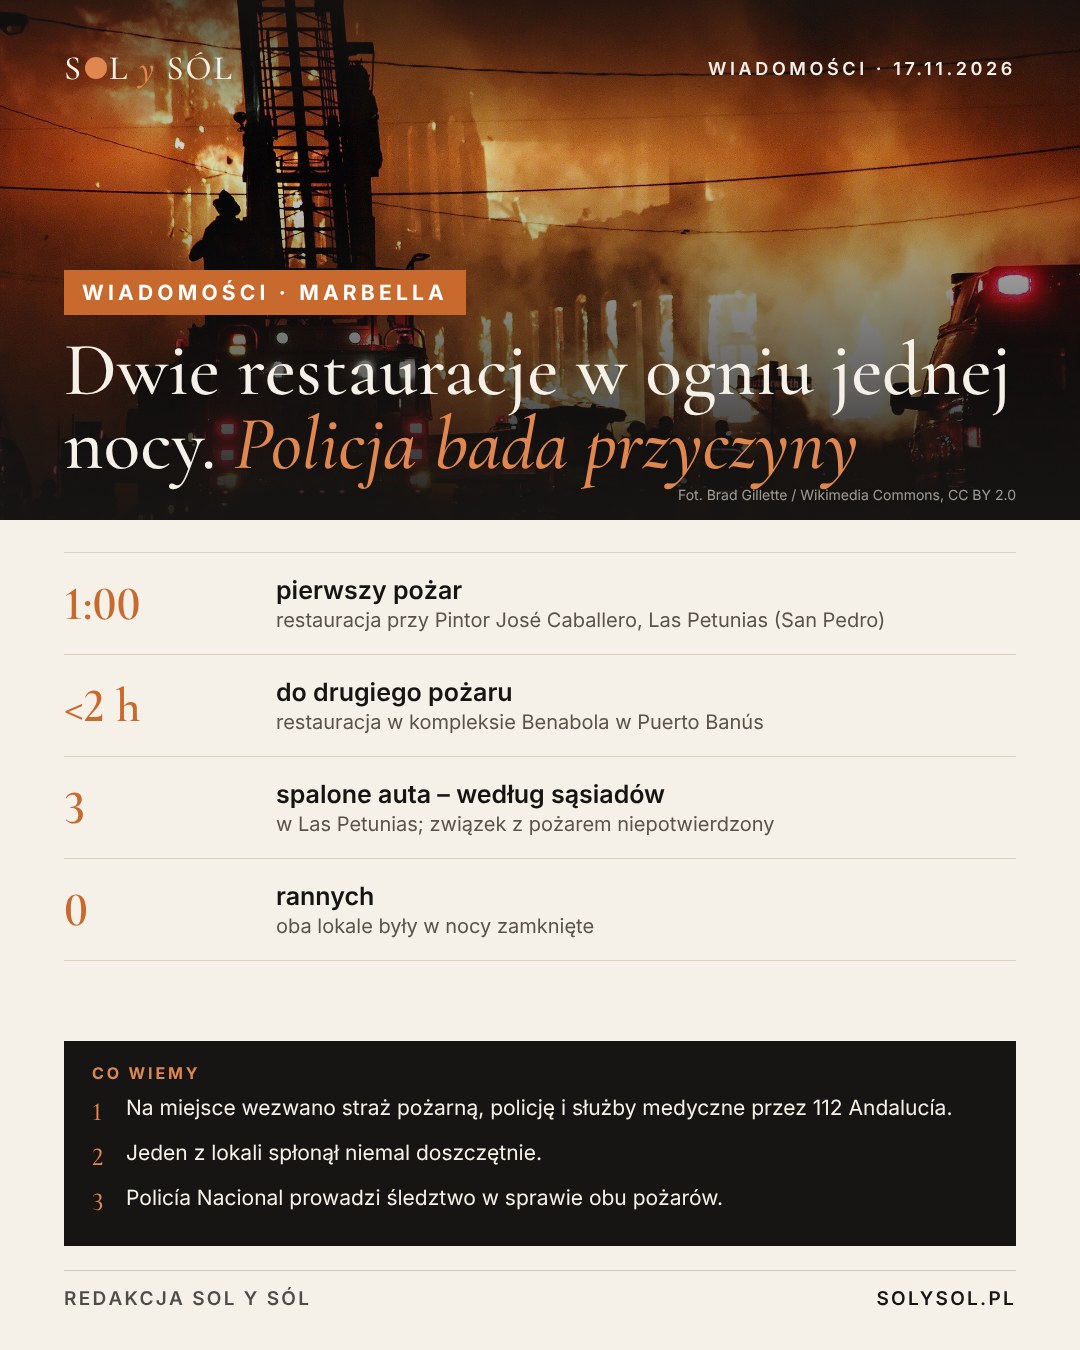 SOL y SÓL
WIADOMOŚCI · 17.11.2026
WIADOMOŚCI · MARBELLA
Dwie restauracje w ogniu jednej
nocy. Policja bada przyczyny
Fot. Brad Gillette / Wikimedia Commons, CC BY 2.0
1:00
pierwszy pożar
restauracja przy Pintor José Caballero, Las Petunias (San Pedro)
<2 h
do drugiego pożaru
restauracja w kompleksie Benabola w Puerto Banús
3
spalone auta – według sąsiadów
w Las Petunias; związek z pożarem niepotwierdzony
0
rannych
oba lokale były w nocy zamknięte
CO WIEMY
1 Na miejsce wezwano straż pożarną, policję i służby medyczne przez 112 Andalucía.
2 Jeden z lokali spłonął niemal doszczętnie.
3 Policía Nacional prowadzi śledztwo w sprawie obu pożarów.
REDAKCJA SOL Y SÓL
SOLYSOL.PL